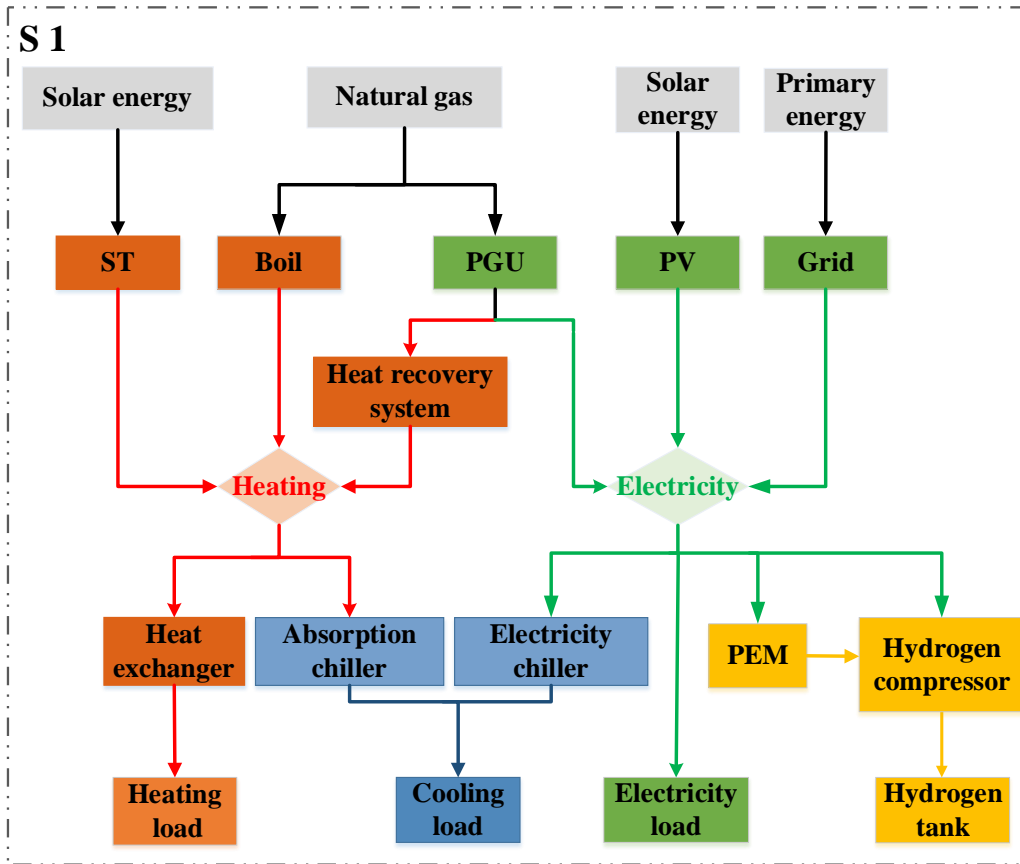 S 1
Solar energy
Natural gas
Solar
energy
Primary
energy
ST
Boil
PGU
PV
Grid
Heat recovery
system
Heating
Electricity
Heat
exchanger
Absorption
chiller
Electricity
chiller
PEM
Hydrogen
compressor
Heating
load
Cooling
load
Electricity
load
Hydrogen
tank